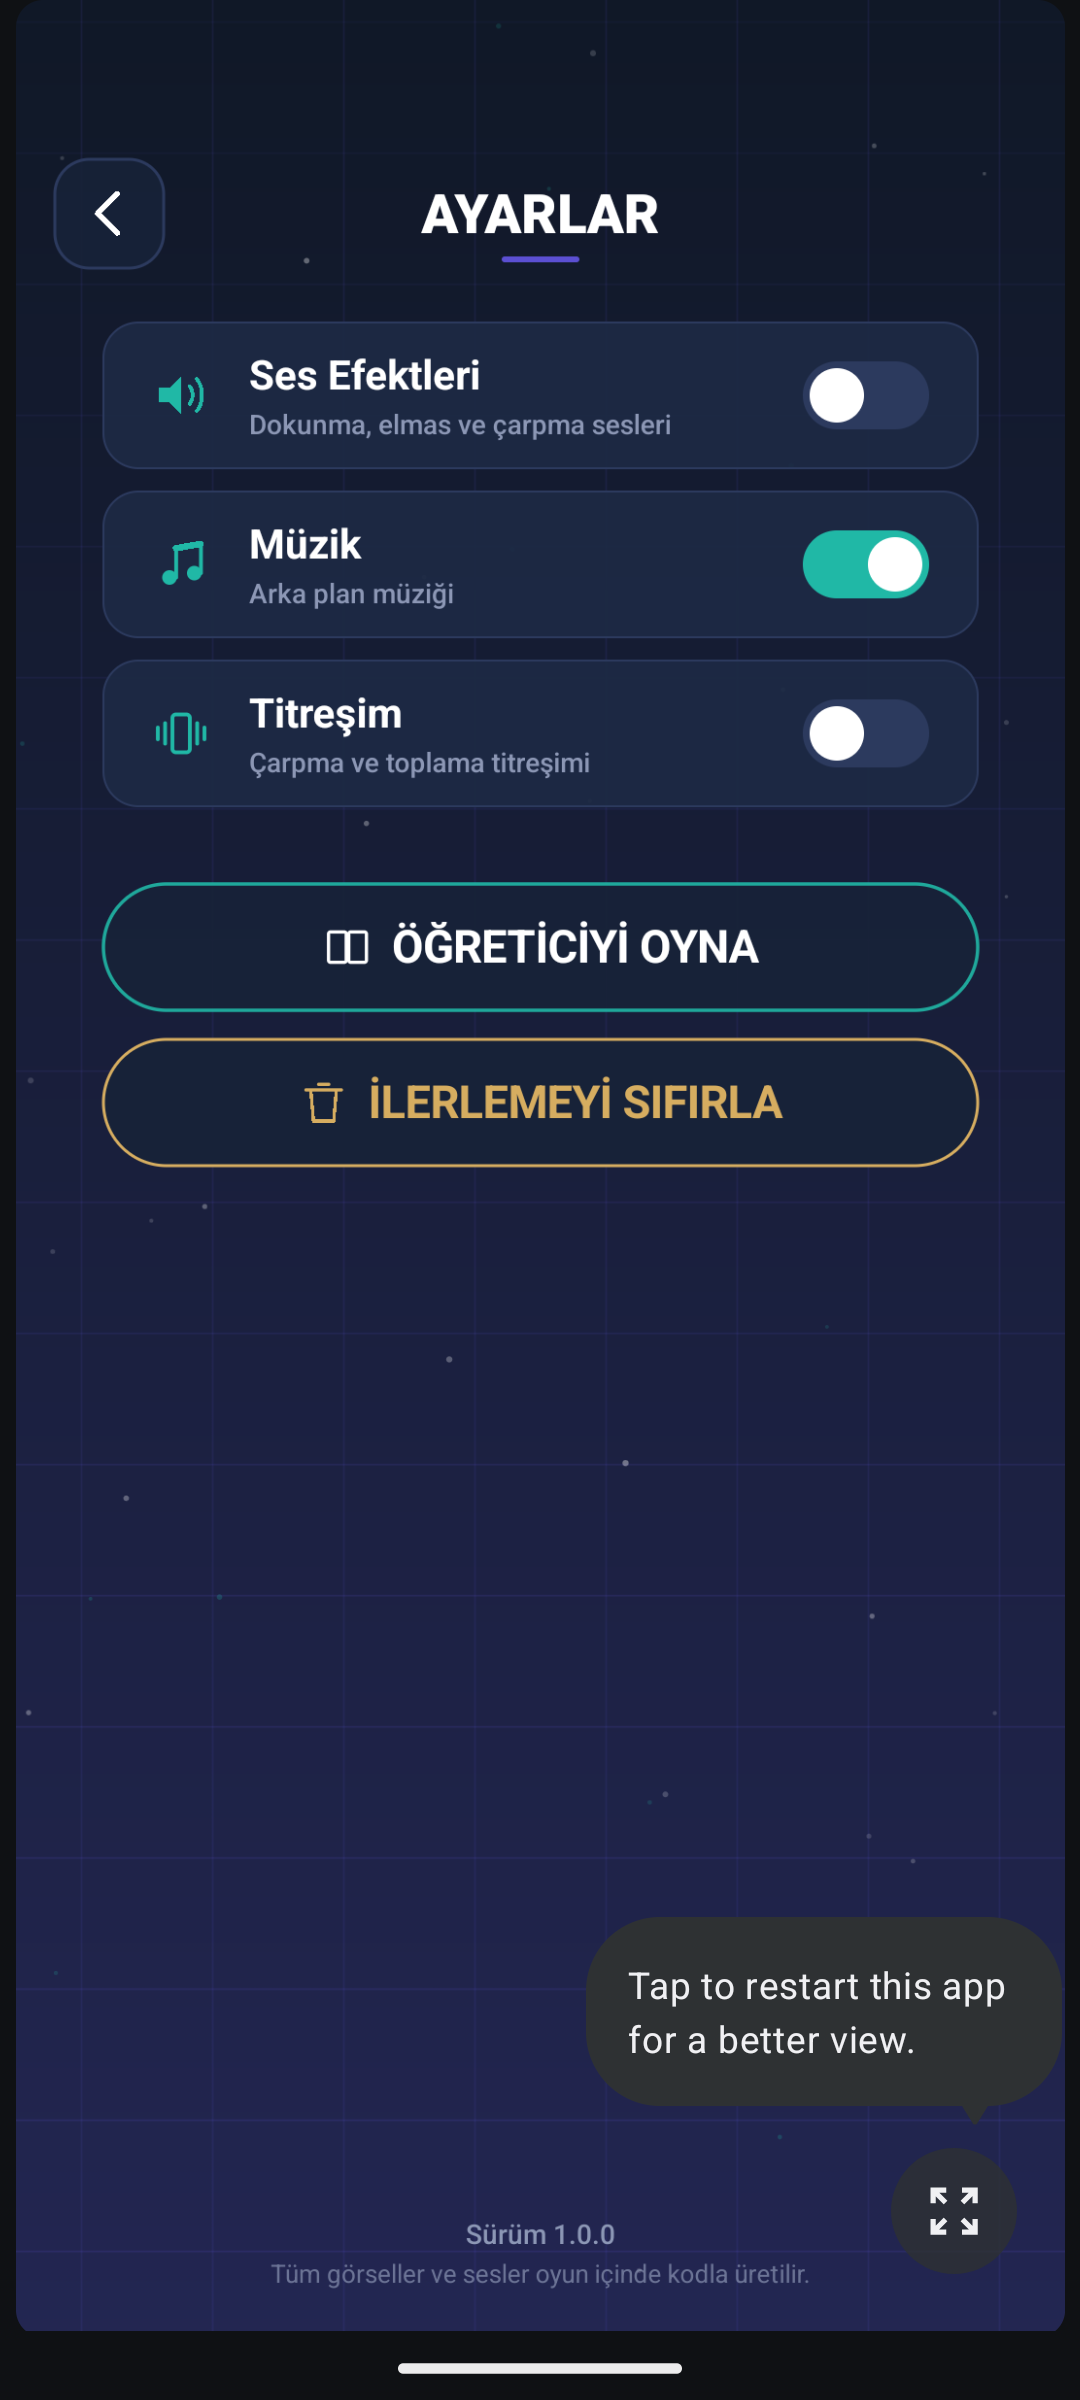 AYARLAR
Ses Efektleri
Dokunma, elmas ve çarpma sesleri
Müzik
Arka plan müziği
Titreşim
Çarpma ve toplama titreşimi
ÖĞRETİCİYİ OYNA
İLERLEMEYİ SIFIRLA
Tap to restart this app
for a better view.
Sürüm 1.0.0
Tüm görseller ve sesler oyun içinde kodla üretilir.